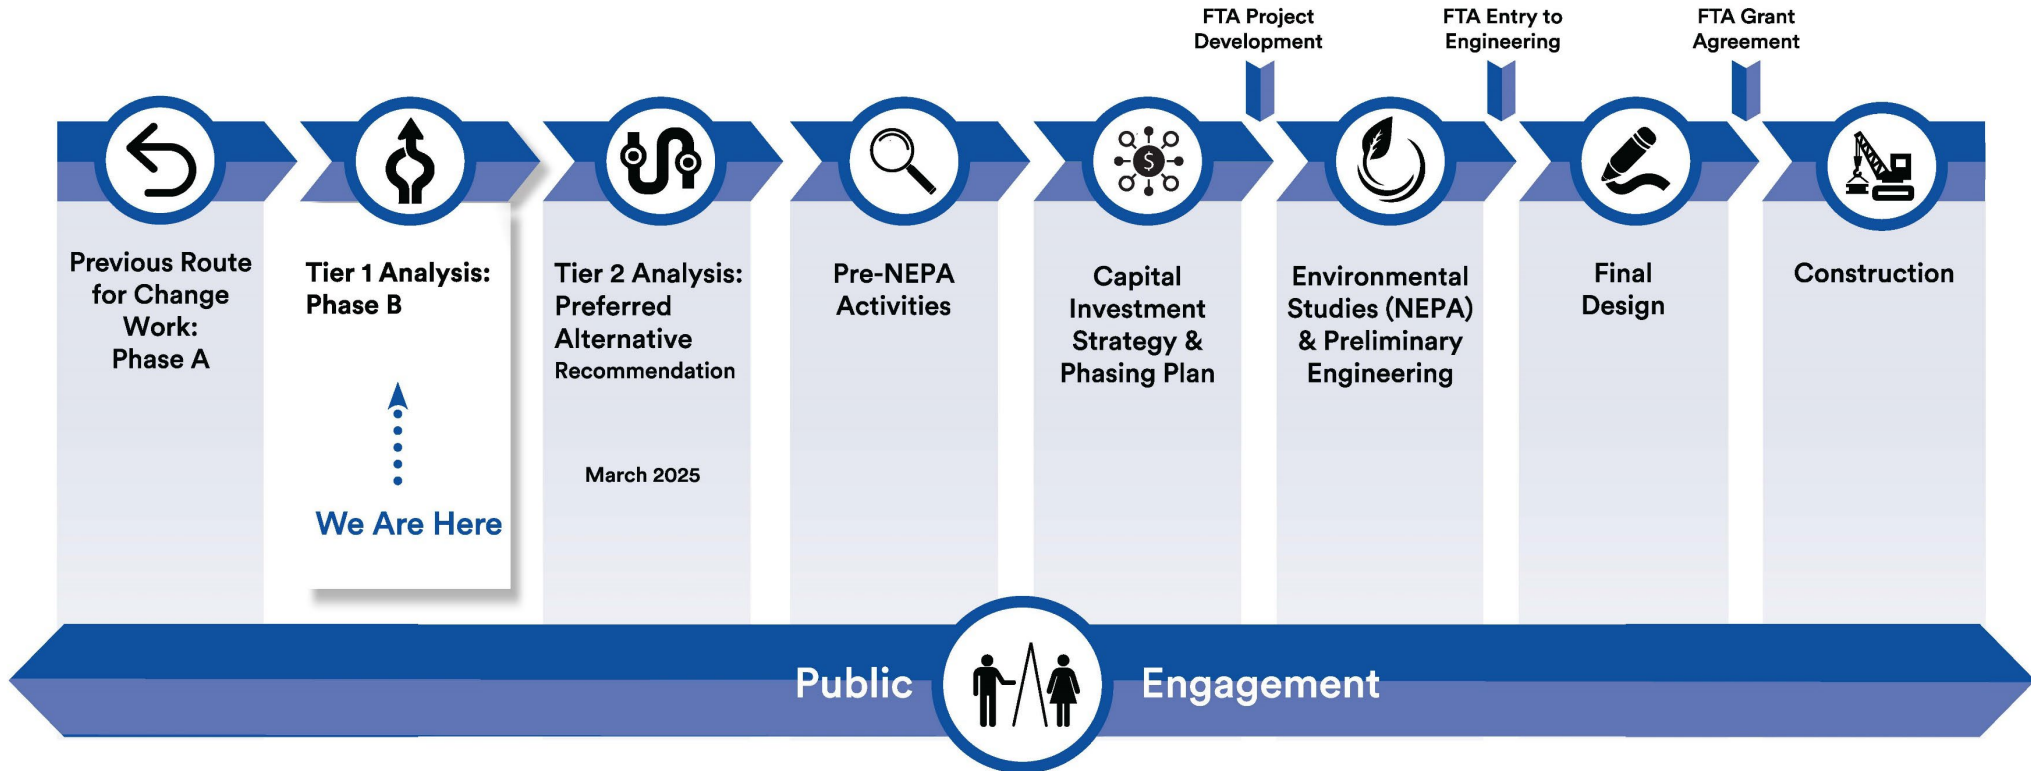 FTA Project
Development
FTA Entry to
Engineering
FTA Grant
Agreement
Previous Route
for Change
Work:
Phase A
Tier 1 Analysis:
Phase B
We Are Here
Tier 2 Analysis:
Preferred
Alternative
Recommendation
March 2025
Pre-NEPA
Activities
Capital
Investment
Strategy &
Phasing Plan
Environmental
Studies (NEPA)
& Preliminary
Engineering
Final
Design
Construction
$
Public Engagement